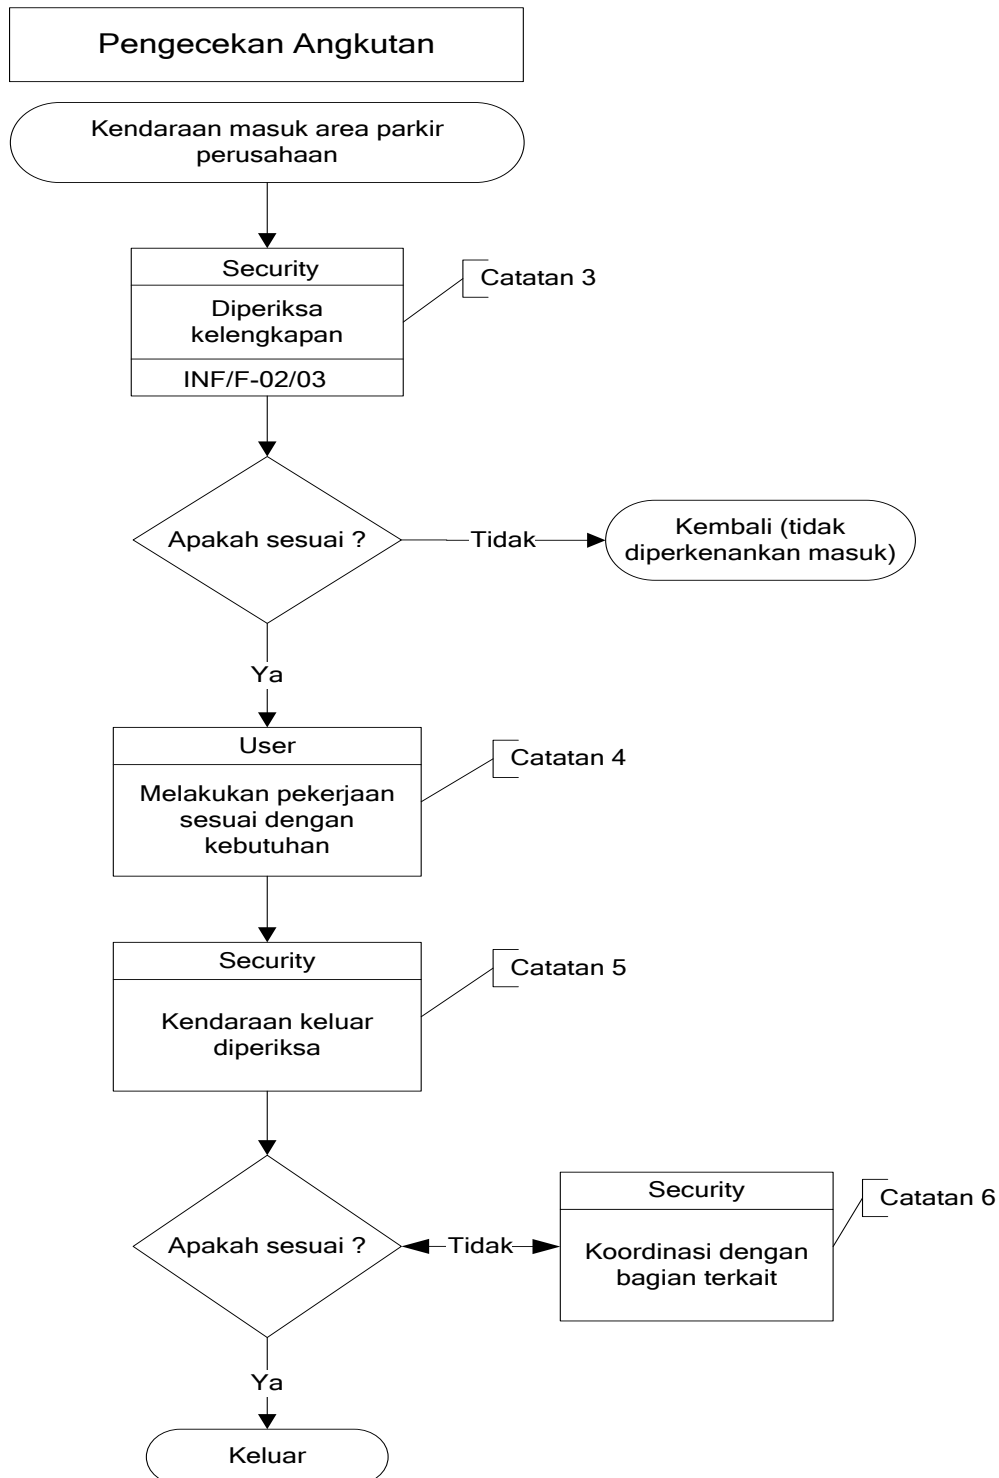 Pengecekan Angkutan
Kendaraan masuk area parkir
perusahaan
Security
Catatan 3
Diperiksa
kelengkapan
INF/F-02/03
Apakah sesuai ?
Tidak
Kembali (tidak
diperkenankan masuk)
Ya
User
Catatan 4
Melakukan pekerjaan
sesuai dengan
kebutuhan
Security
Catatan 5
Kendaraan keluar
diperiksa
Apakah sesuai ?
Tidak
Security
Catatan 6
Koordinasi dengan
bagian terkait
Ya
Keluar